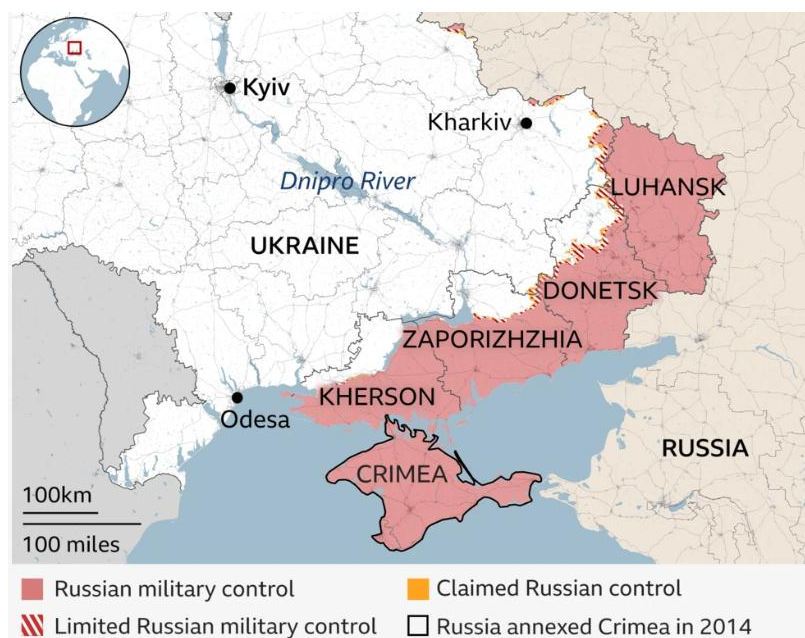 Kyiv
Kharkiv
Dnipro River
LUHANSK
UKRAINE
DONETSK
ZAPORIZHZHIA
KHERSON
Odesa
RUSSIA
CRIMEA
100km
100 miles
Russian military control
Claimed Russian control
Limited Russian military control
Russia annexed Crimea in 2014